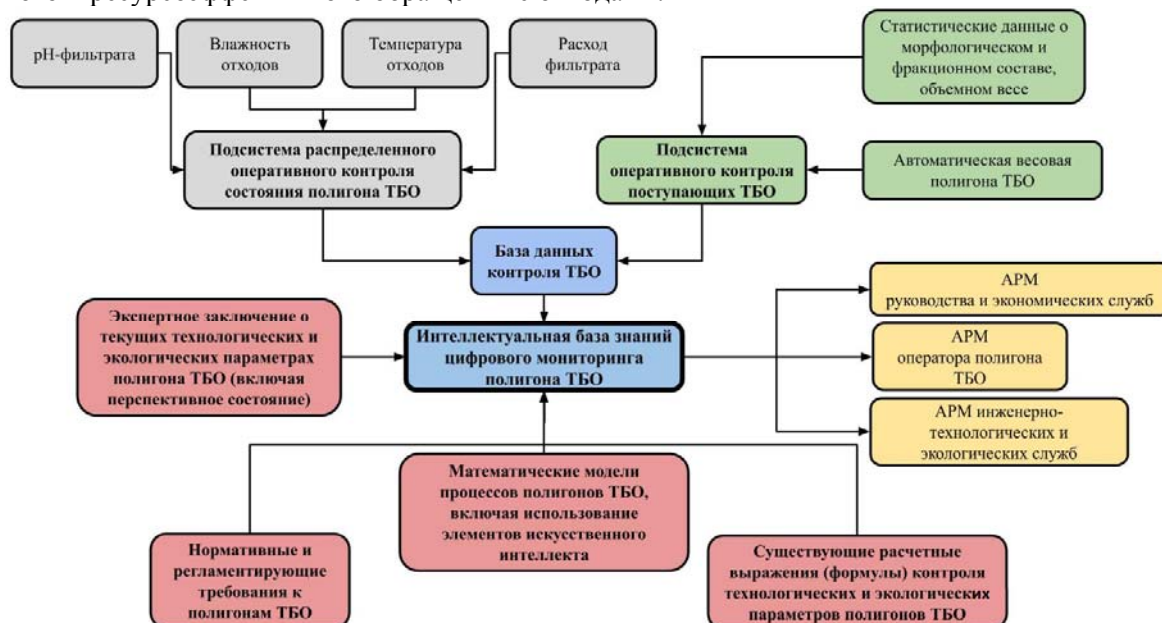 рН-фильтрата
Влажность
отходов
Температура
отходов
Расход
фильтрата
Статистические данные о
морфологическом и
фракционном составе,
объемном весе
Подсистема распределенного
оперативного контроля
состояния полигона ТБО
Подсистема
оперативного контроля
поступающих ТБО
Автоматическая весовая
полигона ТБО
База данных
контроля ТБО
Экспертное заключение о
текущих технологических и
экологических параметрах
полигона ТБО (включая
перспективное состояние)
Интеллектуальная база знаний
цифрового мониторинга
полигона ТБО
АРМ
руководства и экономических служб
АРМ
оператора полигона
ТБО
АРМ инженерно-
технологических и
экологических служб
Математические модели
процессов полигонов ТБО,
включая использование
элементов искусственного
интеллекта
Нормативные и
регламентирующие
требования к
полигонам ТБО
Существующие расчетные
выражения (формулы) контроля
технологических и экологических
параметров полигонов ТБО